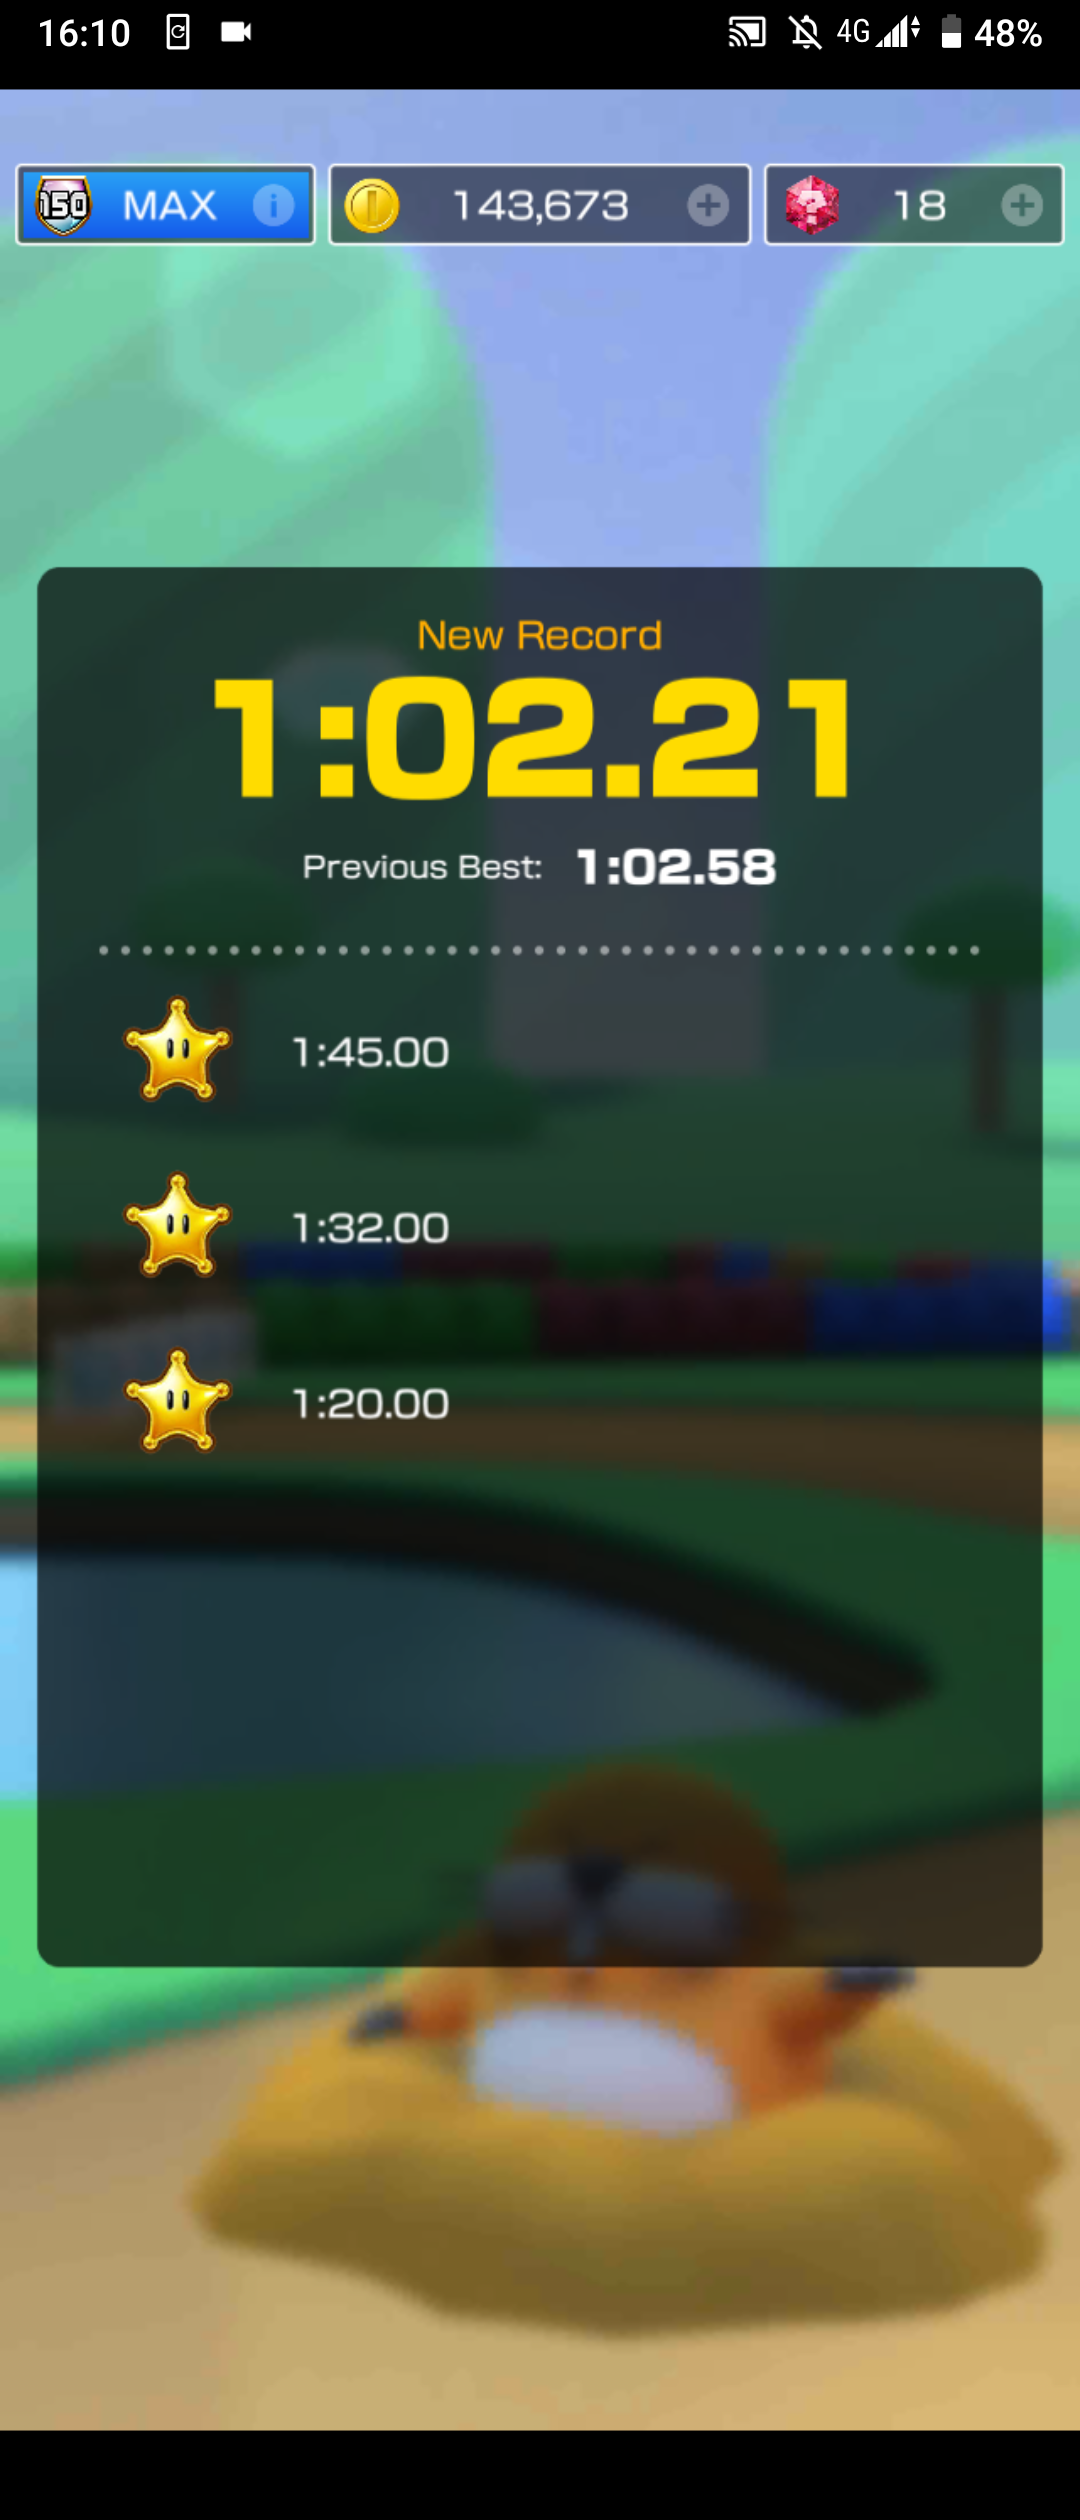 16:10 4G 48%
150 MAX i 143,673 + ? 18 +
New Record
1:02.21
Previous Best: 1:02.58
1:45.00
1:32.00
1:20.00